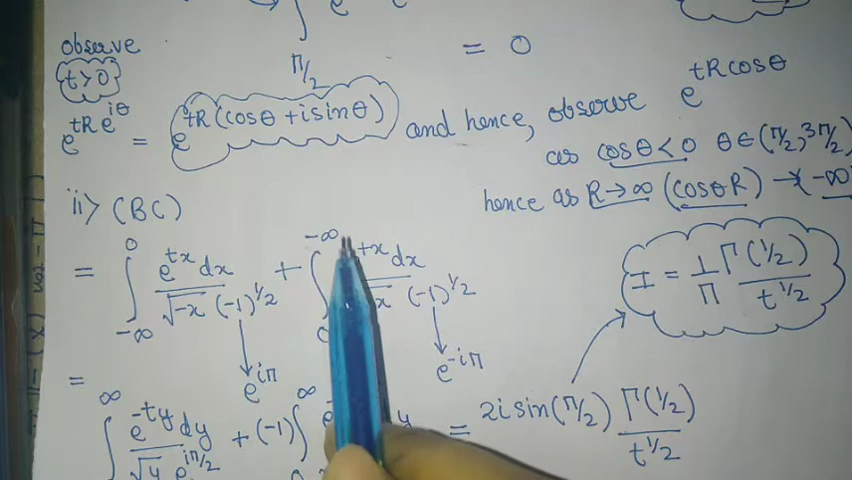 ∫ e e
π/2
= 0
observe
t>0
e^{tRe^{iθ}} = e^{tR(cosθ+isinθ)} and hence, observe e^{tRcosθ}
as cosθ<0 θ∈(π/2,3π/2)
hence as R→∞ (cosθR)→(-∞
ii> (BC)
= ∫_{-∞}^{0} e^{tx}dx / √-x (-1)^{1/2} + ∫^{-∞} +x dx / x (-1)^{1/2}
e^{iπ} e^{-iπ}
I = 1/π Γ(1/2)/t^{1/2}
=
∫^{∞} e^{-ty}dy / √y e^{iπ/2} + (-1)∫^{∞} e y = 2i sin(π/2) Γ(1/2)/t^{1/2}